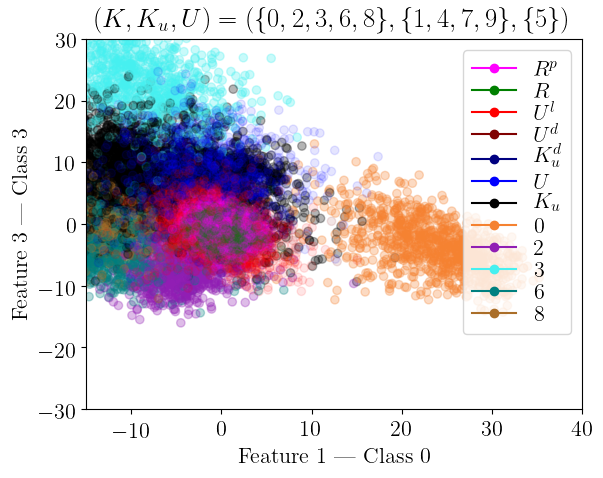 (K, K_u, U) = ({0, 2, 3, 6, 8}, {1, 4, 7, 9}, {5})
30
20
10
0
−10
−20
−30
Feature 3 — Class 3
R^p
R
U^l
U^d
K_u^d
U
K_u
0
2
3
6
8
−10 0 10 20 30 40
Feature 1 — Class 0